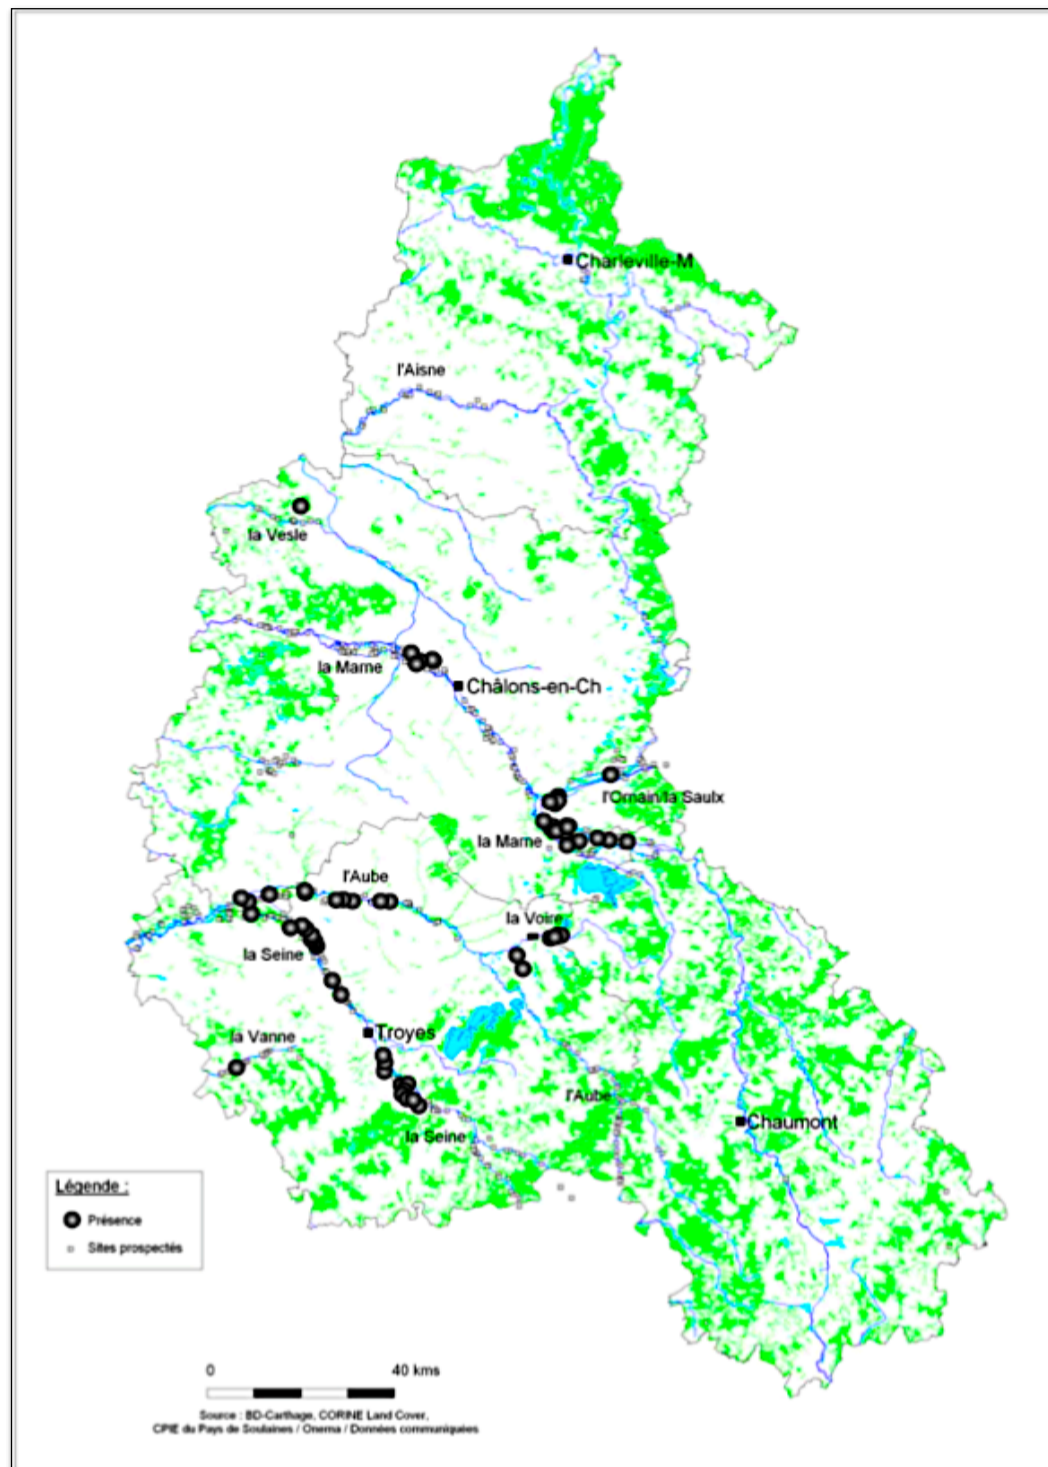 Charleville-M
l'Aisne
la Vesle
la Marne
Châlons-en-Ch
l'Ornain/la Saulx
la Marne
l'Aube
la Voire
la Seine
Troyes
la Vanne
l'Aube
Chaumont
la Seine
Légende :
Présence
Sites prospectés
0 40 kms
Source : BD-Carthage, CORINE Land Cover,
CPIE du Pays de Soulaines / Onema / Données communiquées